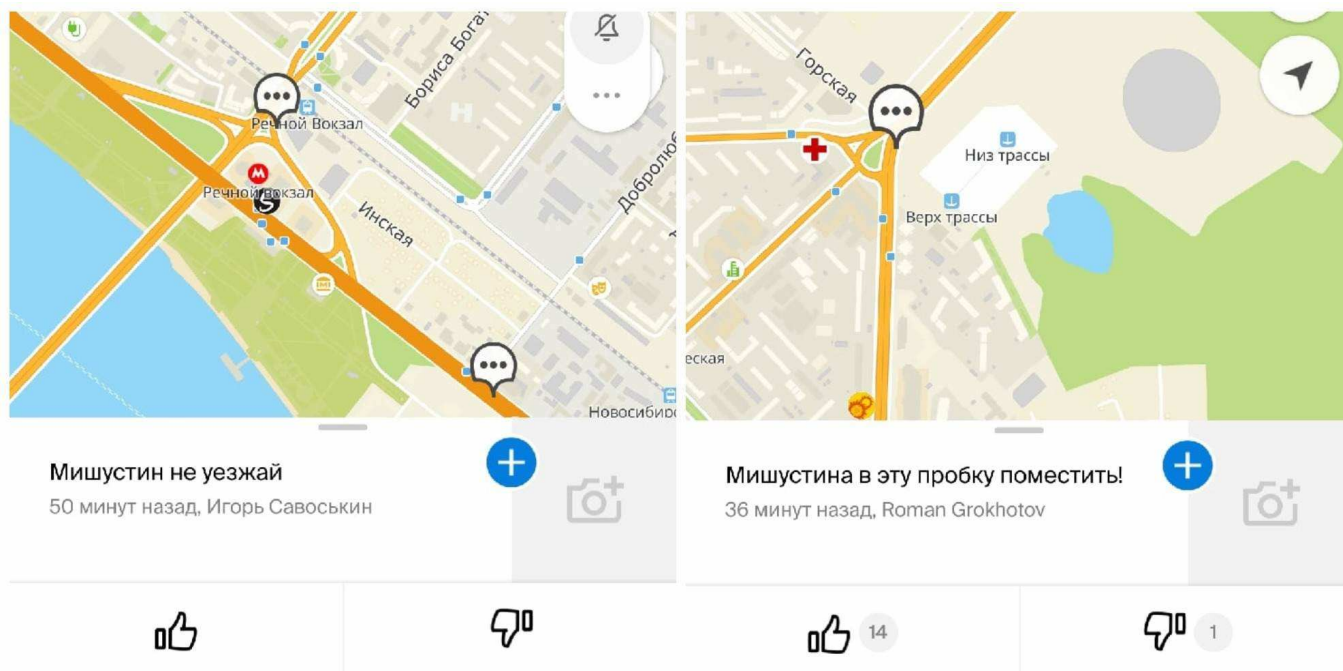 Бориса Богат
Речной Вокзал
Речной вокзал
Инская
Добролюб
Новосибирс
Мишустин не уезжай
50 минут назад, Игорь Савоськин
Горская
Низ трассы
Верх трассы
еская
Мишустина в эту пробку поместить!
36 минут назад, Roman Grokhotov
14
1